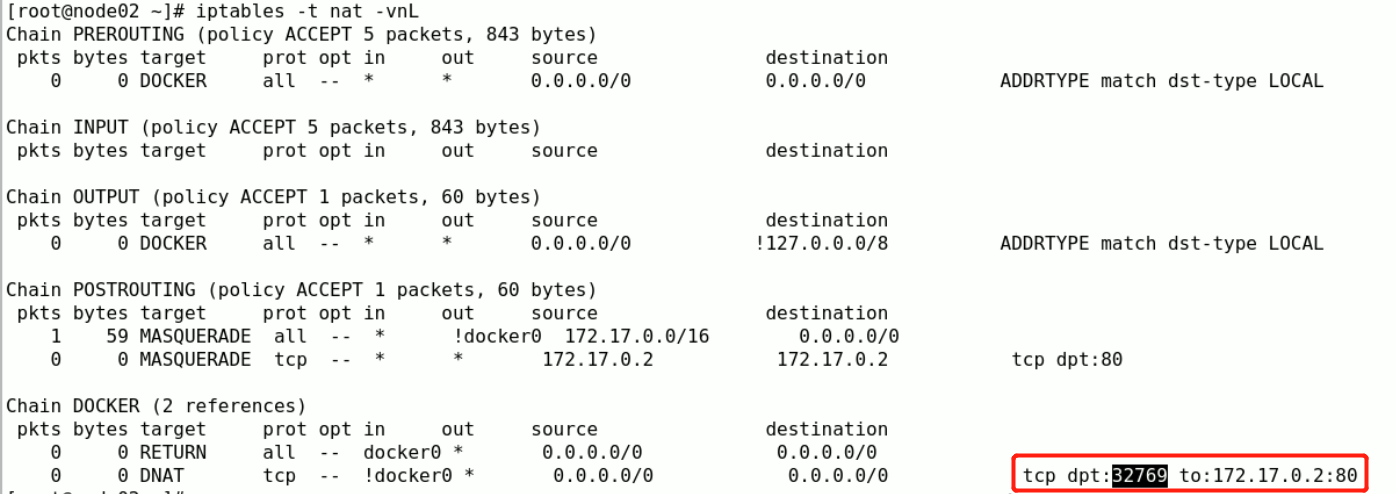 [root@node02 ~]# iptables -t nat -vnL
Chain PREROUTING (policy ACCEPT 5 packets, 843 bytes)
 pkts bytes target     prot opt in     out     source               destination
    0     0 DOCKER     all  --  *      *       0.0.0.0/0            0.0.0.0/0            ADDRTYPE match dst-type LOCAL

Chain INPUT (policy ACCEPT 5 packets, 843 bytes)
 pkts bytes target     prot opt in     out     source               destination

Chain OUTPUT (policy ACCEPT 1 packets, 60 bytes)
 pkts bytes target     prot opt in     out     source               destination
    0     0 DOCKER     all  --  *      *       0.0.0.0/0           !127.0.0.0/8          ADDRTYPE match dst-type LOCAL

Chain POSTROUTING (policy ACCEPT 1 packets, 60 bytes)
 pkts bytes target     prot opt in     out     source               destination
    1    59 MASQUERADE  all  --  *      !docker0  172.17.0.0/16        0.0.0.0/0
    0     0 MASQUERADE  tcp  --  *      *       172.17.0.2           172.17.0.2           tcp dpt:80

Chain DOCKER (2 references)
 pkts bytes target     prot opt in     out     source               destination
    0     0 RETURN     all  --  docker0 *       0.0.0.0/0            0.0.0.0/0
    0     0 DNAT       tcp  --  !docker0 *       0.0.0.0/0            0.0.0.0/0            tcp dpt:32769 to:172.17.0.2:80